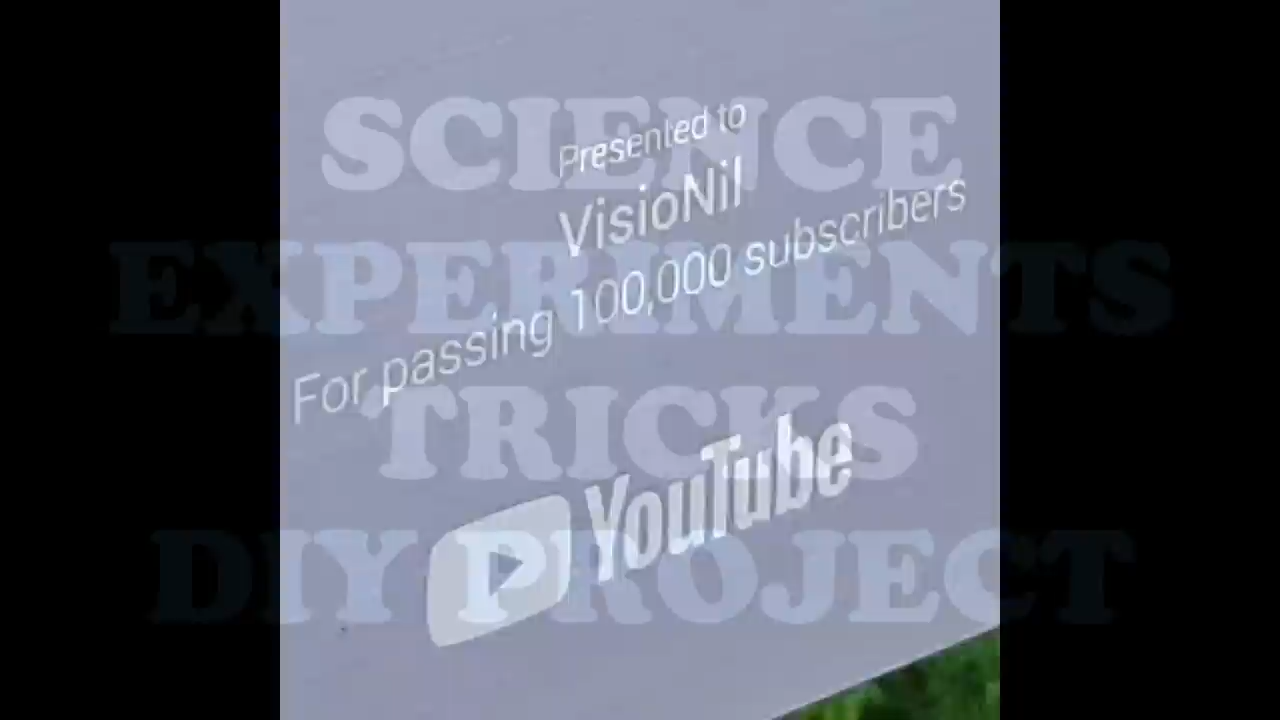 SCIENCE
EXPERIMENTS
TRICKS
DIY PROJECT
Presented to
VisioNil
For passing 100,000 subscribers
YouTube